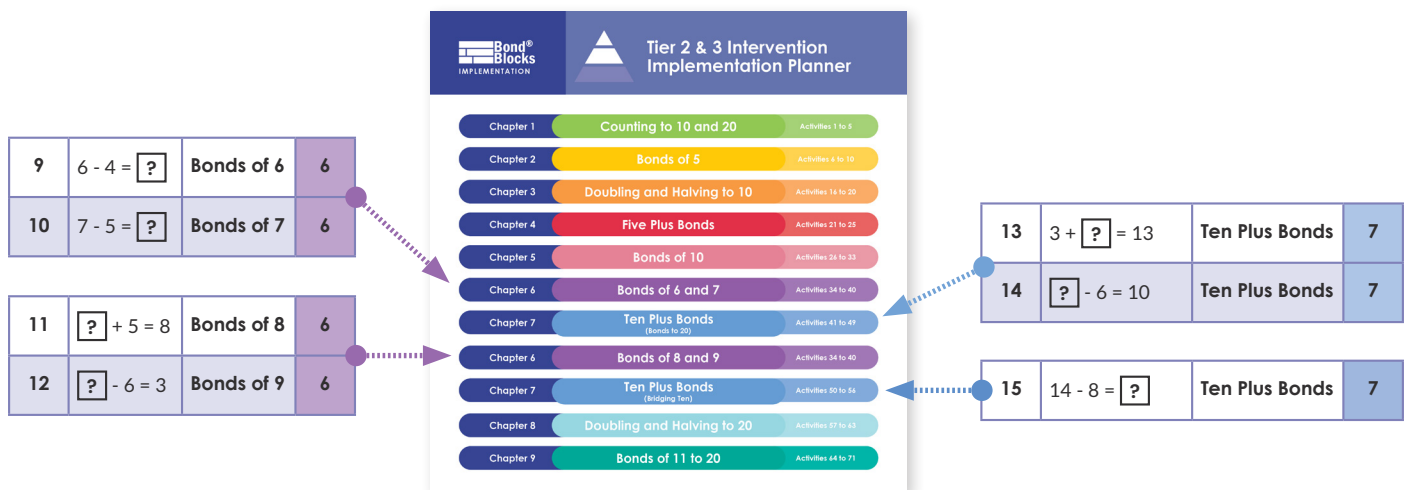 Bond®
Blocks
IMPLEMENTATION
Tier 2 & 3 Intervention
Implementation Planner
Chapter 1 Counting to 10 and 20 Activities 1 to 5
Chapter 2 Bonds of 5 Activities 6 to 10
Chapter 3 Doubling and Halving to 10 Activities 16 to 20
Chapter 4 Five Plus Bonds Activities 21 to 25
Chapter 5 Bonds of 10 Activities 26 to 33
Chapter 6 Bonds of 6 and 7 Activities 34 to 40
Chapter 7 Ten Plus Bonds Activities 41 to 49
(Bonds to 20)
Chapter 6 Bonds of 8 and 9 Activities 34 to 40
Chapter 7 Ten Plus Bonds Activities 50 to 56
(Bridging Ten)
Chapter 8 Doubling and Halving to 20 Activities 57 to 63
Chapter 9 Bonds of 11 to 20 Activities 64 to 71
9 6 - 4 = ? Bonds of 6 6
10 7 - 5 = ? Bonds of 7 6
11 ? + 5 = 8 Bonds of 8 6
12 ? - 6 = 3 Bonds of 9 6
13 3 + ? = 13 Ten Plus Bonds 7
14 ? - 6 = 10 Ten Plus Bonds 7
15 14 - 8 = ? Ten Plus Bonds 7